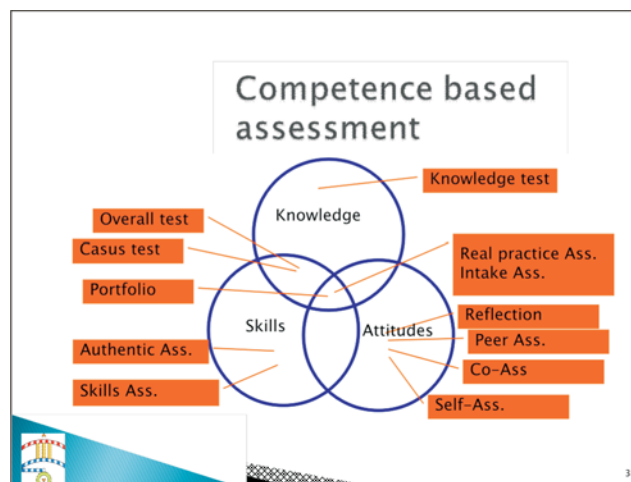 Competence based
assessment
Knowledge test
Knowledge
Overall test
Casus test
Real practice Ass.
Intake Ass.
Portfolio
Skills
Attitudes
Reflection
Peer Ass.
Authentic Ass.
Co-Ass
Skills Ass.
Self-Ass.
3